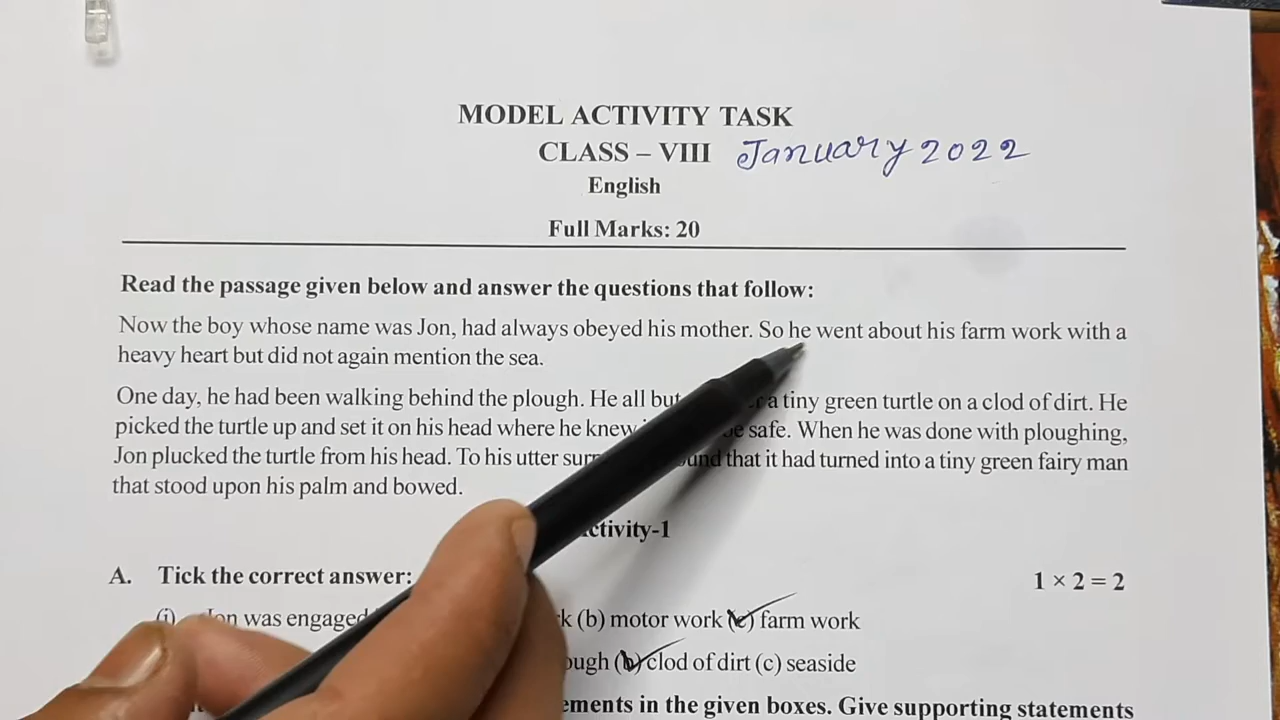 MODEL ACTIVITY TASK
CLASS – VIII January 2022
English
Full Marks: 20
Read the passage given below and answer the questions that follow:
Now the boy whose name was Jon, had always obeyed his mother. So he went about his farm work with a
heavy heart but did not again mention the sea.
One day, he had been walking behind the plough. He all but a tiny green turtle on a clod of dirt. He
picked the turtle up and set it on his head where he knew be safe. When he was done with ploughing,
Jon plucked the turtle from his head. To his utter that it had turned into a tiny green fairy man
that stood upon his palm and bowed.
Activity-1
A. Tick the correct answer: 1 × 2 = 2
(i) Jon was engaged (b) motor work (c) farm work
(b) clod of dirt (c) seaside
in the given boxes. Give supporting statements